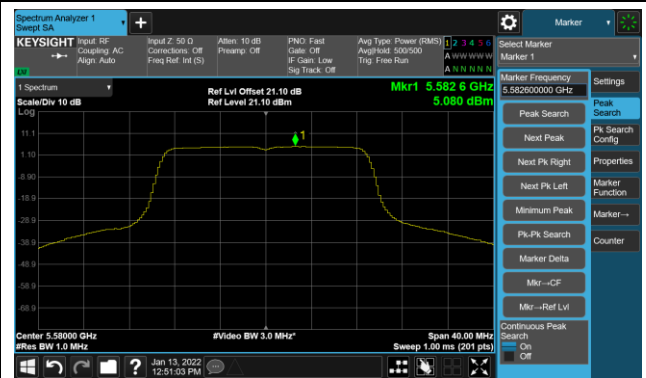 Spectrum Analyzer 1
Swept SA
Marker
KEYSIGHT
Input: RF
Coupling: AC
Align: Auto
Input Z: 50 Ω
Corrections: Off
Freq Ref: Int (S)
Atten: 10 dB
Preamp: Off
PNO: Fast
Gate: Off
IF Gain: Low
Sig Track: Off
Avg Type: Power (RMS)
Avg|Hold: 500/500
Trig: Free Run
1 2 3 4 5 6
A W W W W W
A N N N N N
Select Marker
Marker 1
1 Spectrum
Scale/Div 10 dB
Log
Ref Lvl Offset 21.10 dB
Ref Level 21.10 dBm
Mkr1 5.582 6 GHz
5.080 dBm
11.1
1.10
-8.90
-18.9
-28.9
-38.9
-48.9
-58.9
-68.9
1
Center 5.58000 GHz
#Res BW 1.0 MHz
#Video BW 3.0 MHz*
Span 40.00 MHz
Sweep 1.00 ms (201 pts)
Marker Frequency
5.582600000 GHz
Peak Search
Next Peak
Next Pk Right
Next Pk Left
Minimum Peak
Pk-Pk Search
Marker Delta
Mkr→CF
Mkr→Ref Lvl
Continuous Peak
Search
On
Off
Settings
Peak
Search
Pk Search
Config
Properties
Marker
Function
Marker→
Counter
?
Jan 13, 2022
12:51:03 PM